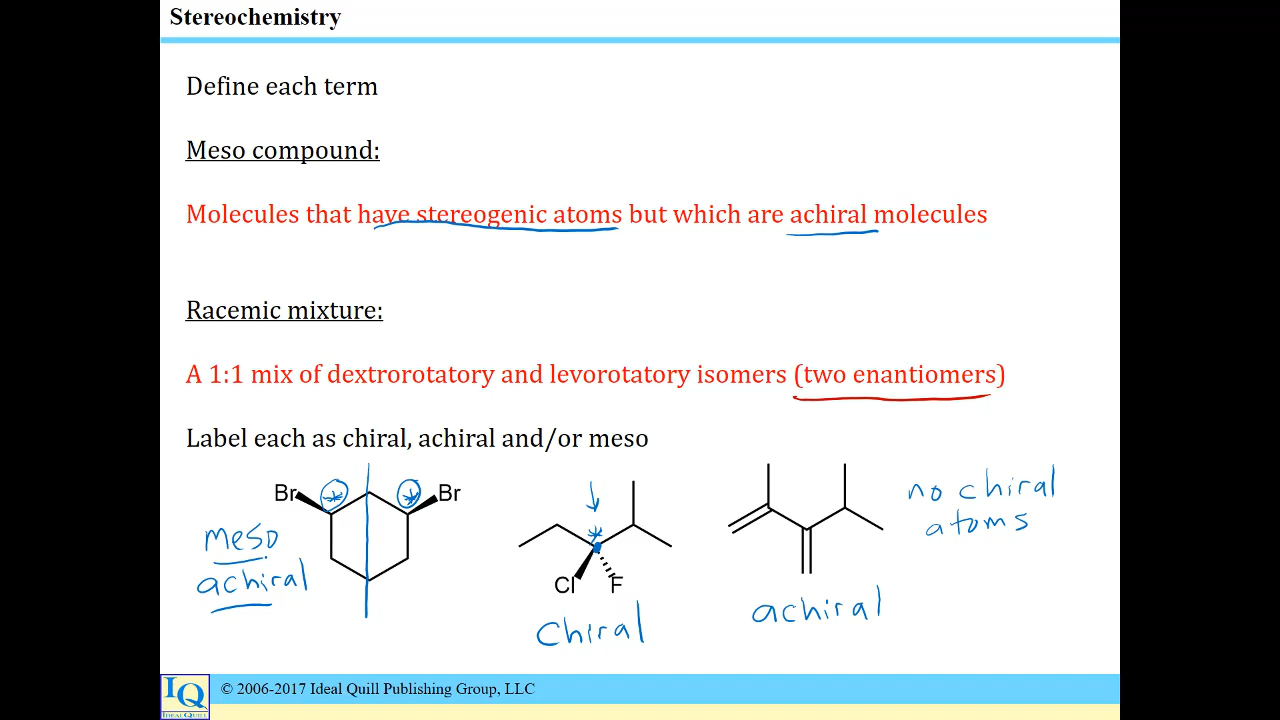 Stereochemistry
Define each term
Meso compound:
Molecules that have stereogenic atoms but which are achiral molecules
Racemic mixture:
A 1:1 mix of dextrorotatory and levorotatory isomers (two enantiomers)
Label each as chiral, achiral and/or meso
Br * * Br
meso
achiral
*
Cl F
Chiral
no chiral
atoms
achiral
IQ
IDEAL QUILL
© 2006-2017 Ideal Quill Publishing Group, LLC